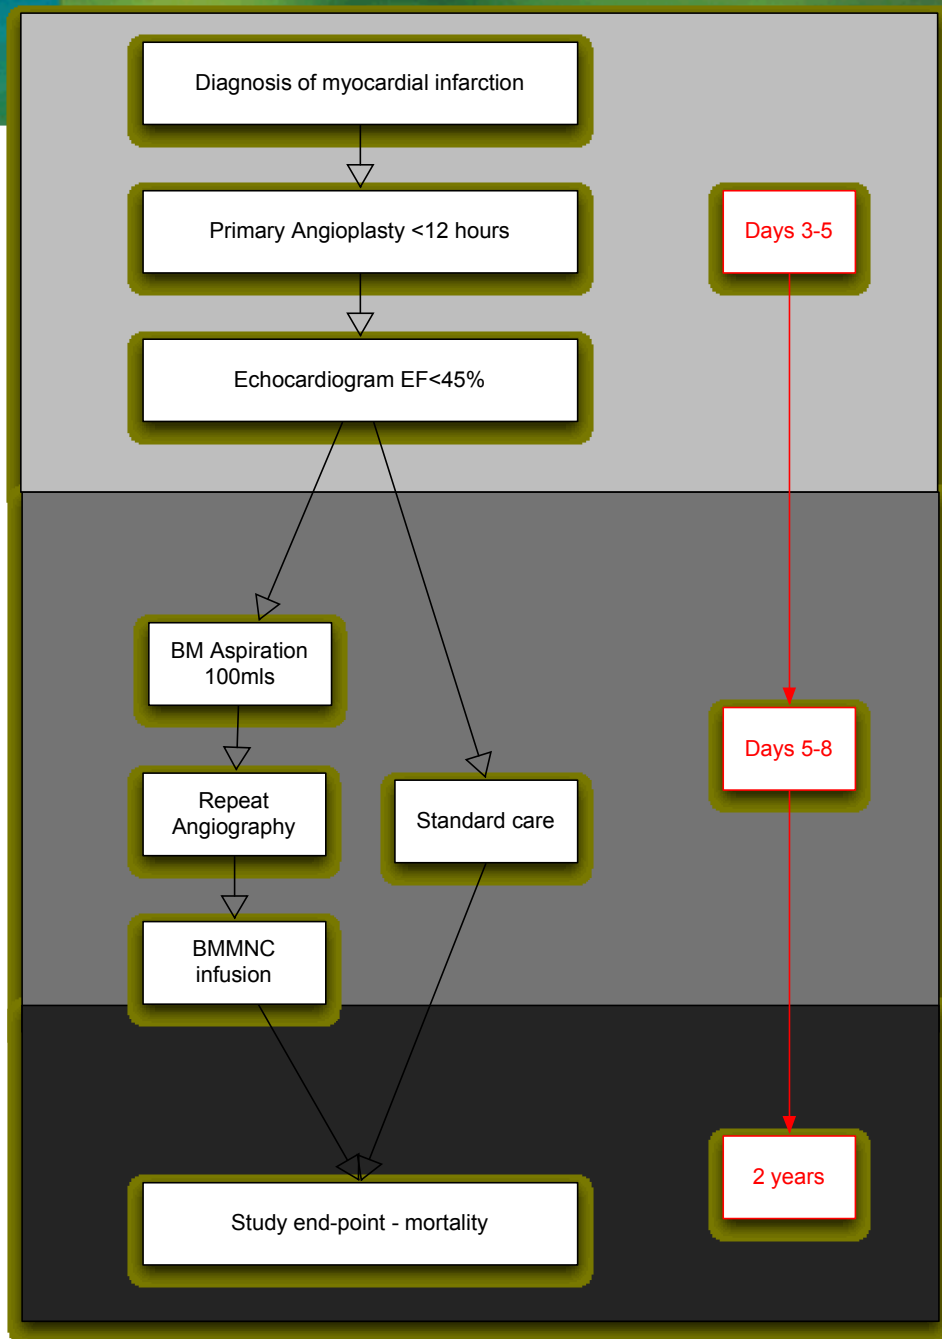 Diagnosis of myocardial infarction
Primary Angioplasty <12 hours
Days 3-5
Echocardiogram EF<45%
BM Aspiration
100mls
Days 5-8
Repeat
Angiography
Standard care
BMMNC
infusion
2 years
Study end-point - mortality